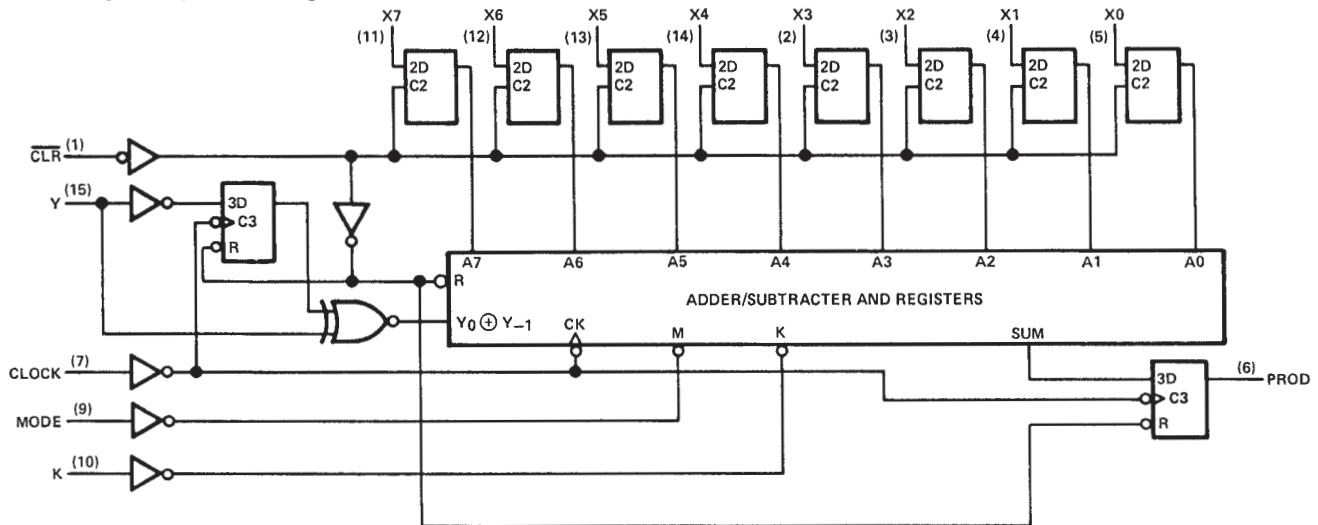 X7 X6 X5 X4 X3 X2 X1 X0
(11) (12) (13) (14) (2) (3) (4) (5)
2D 2D 2D 2D 2D 2D 2D 2D
C2 C2 C2 C2 C2 C2 C2 C2
CLR (1)
Y (15)
3D
C3
R
A7 A6 A5 A4 A3 A2 A1 A0
R
ADDER/SUBTRACTER AND REGISTERS
Y0 ⊕ Y−1
CK M K SUM
CLOCK (7)
3D (6) PROD
C3
MODE (9)
R
K (10)